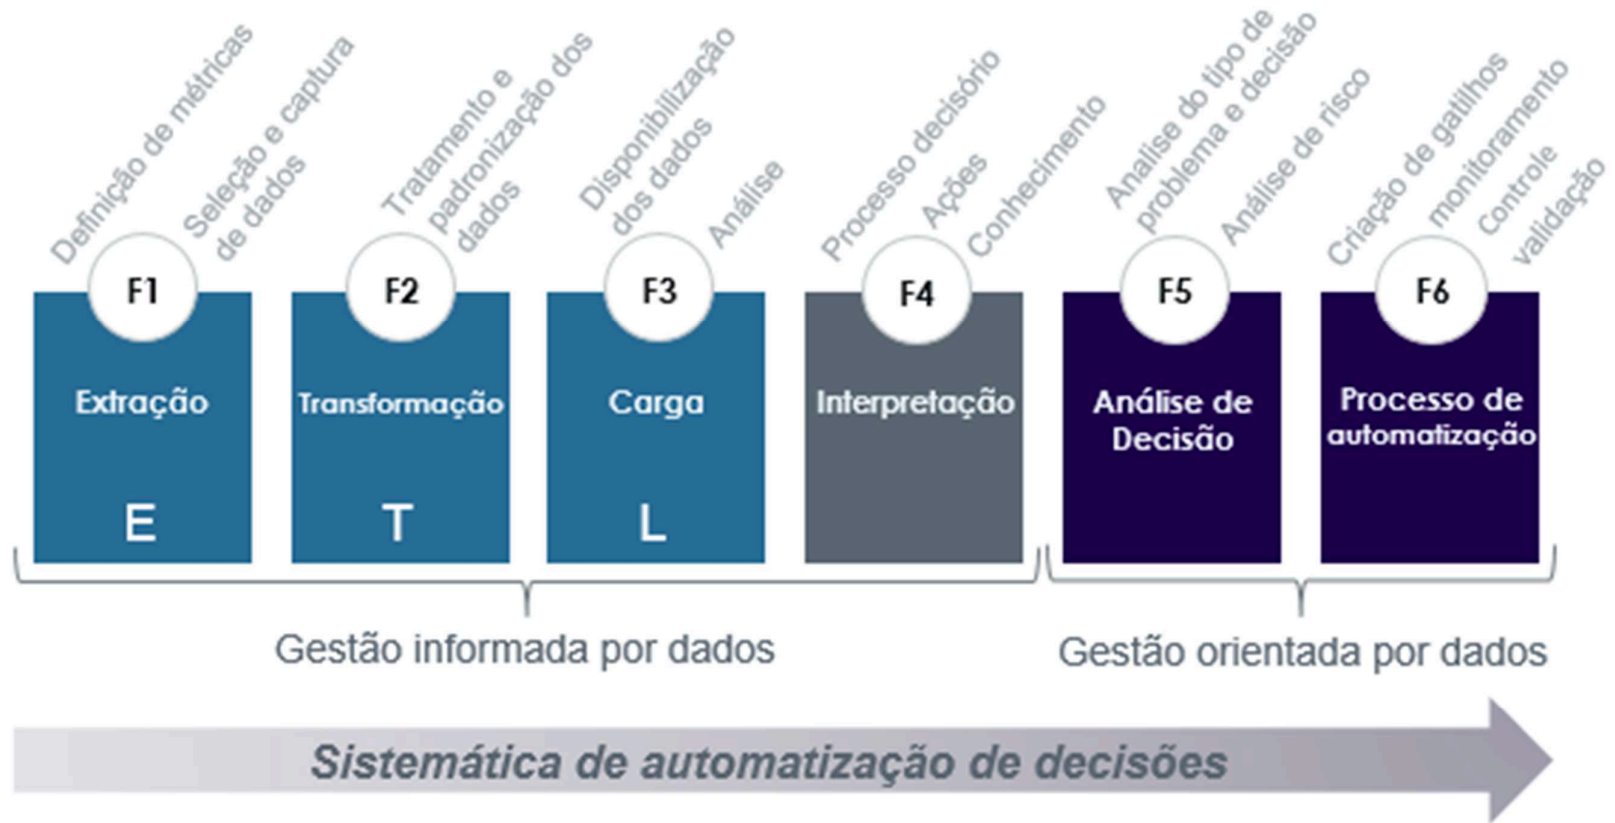 Definição de métricas
Seleção e captura
de dados
Tratamento e
padronização dos
dados
Disponibilização
dos dados
Análise
Processo decisório
Ações
Conhecimento
Analise do tipo de
problema e decisão
Análise de risco
Criação de gatilhos
monitoramento
Controle
validação
F1
F2
F3
F4
F5
F6
Extração
Transformação
Carga
Interpretação
Análise de
Decisão
Processo de
automatização
E
T
L
Gestão informada por dados
Gestão orientada por dados
Sistemática de automatização de decisões